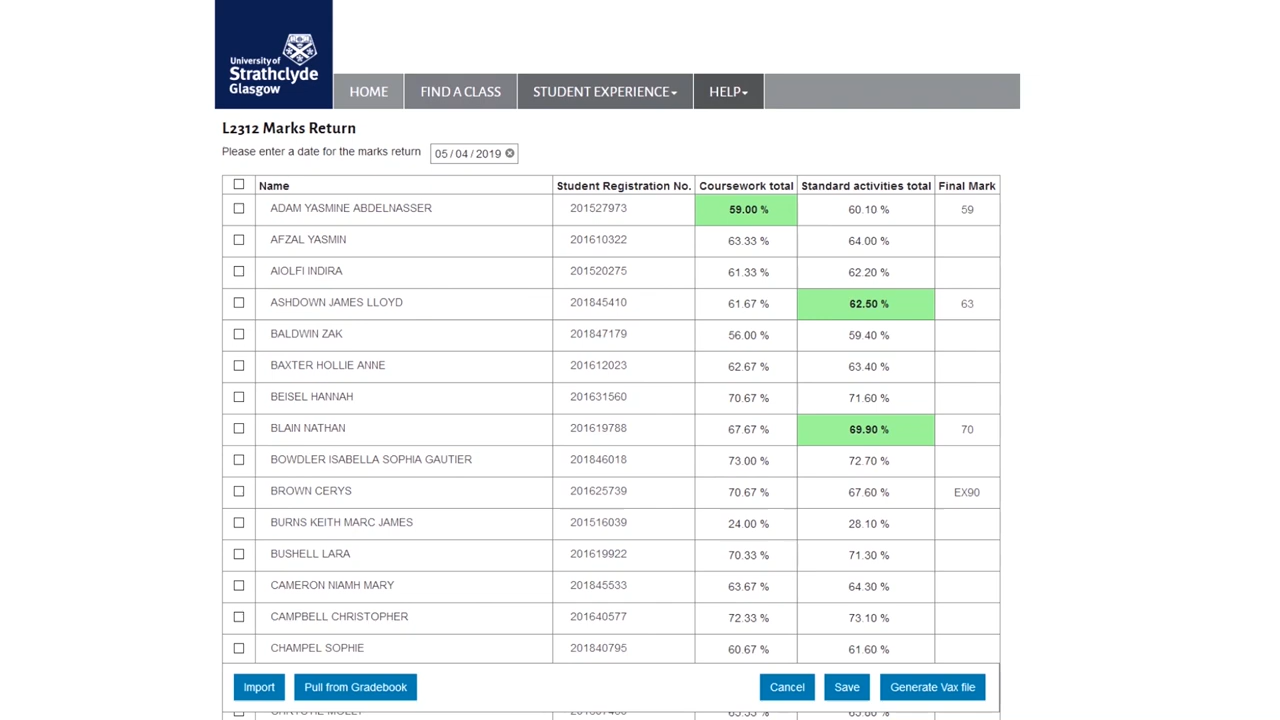 University of
Strathclyde
Glasgow
HOME FIND A CLASS STUDENT EXPERIENCE HELP
L2312 Marks Return
Please enter a date for the marks return 05 / 04 / 2019
Name Student Registration No. Coursework total Standard activities total Final Mark
ADAM YASMINE ABDELNASSER 201527973 59.00 % 60.10 % 59
AFZAL YASMIN 201610322 63.33 % 64.00 %
AIOLFI INDIRA 201520275 61.33 % 62.20 %
ASHDOWN JAMES LLOYD 201845410 61.67 % 62.50 % 63
BALDWIN ZAK 201847179 56.00 % 59.40 %
BAXTER HOLLIE ANNE 201612023 62.67 % 63.40 %
BEISEL HANNAH 201631560 70.67 % 71.60 %
BLAIN NATHAN 201619788 67.67 % 69.90 % 70
BOWDLER ISABELLA SOPHIA GAUTIER 201846018 73.00 % 72.70 %
BROWN CERYS 201625739 70.67 % 67.60 % EX90
BURNS KEITH MARC JAMES 201516039 24.00 % 28.10 %
BUSHELL LARA 201619922 70.33 % 71.30 %
CAMERON NIAMH MARY 201845533 63.67 % 64.30 %
CAMPBELL CHRISTOPHER 201640577 72.33 % 73.10 %
CHAMPEL SOPHIE 201840795 60.67 % 61.60 %
Import Pull from Gradebook Cancel Save Generate Vax file